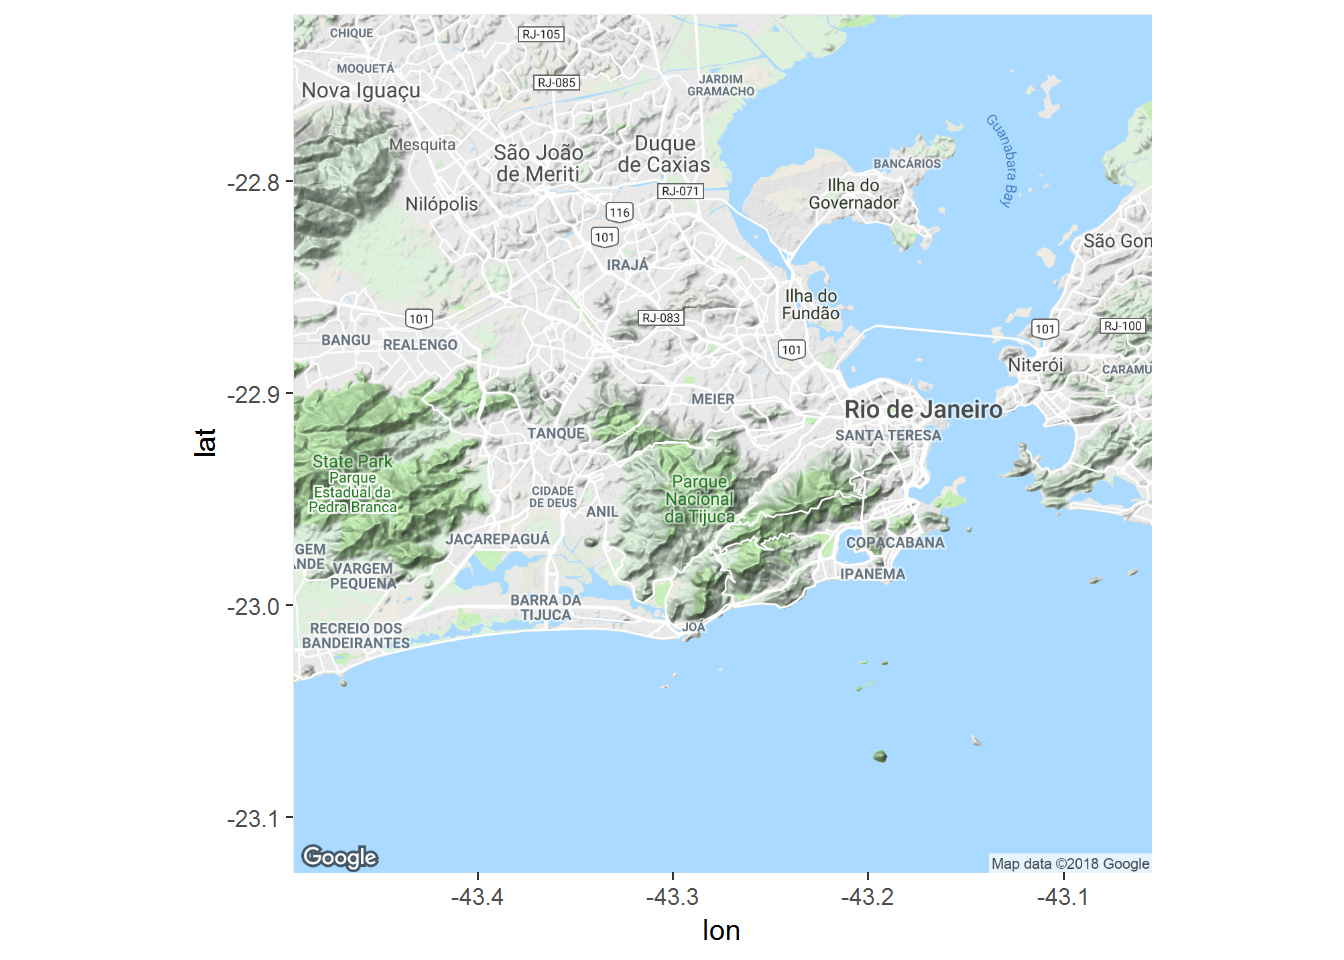 CHIQUE
RJ-105
MOQUETÁ
RJ-085
JARDIM
GRAMACHO
Nova Iguaçu
Guanabara Bay
Mesquita
São João
de Meriti
Duque
de Caxias
BANCÁRIOS
-22.8
RJ-071
Ilha do
Governador
Nilópolis
116
101
São Gon
IRAJÁ
Ilha do
Fundão
101
RJ-083
101
RJ-100
BANGU
REALENGO
101
Niterói
CARAMU
-22.9
MEIER
Rio de Janeiro
TANQUE
SANTA TERESA
lat
State Park
Parque
Estadual da
Pedra Branca
Parque
Nacional
da Tijuca
CIDADE
DE DEUS
ANIL
JACAREPAGUÁ
COPACABANA
GEM
NDE
VARGEM
PEQUENA
IPANEMA
-23.0
BARRA DA
TIJUCA
JOÁ
RECREIO DOS
BANDEIRANTES
-23.1
Google
Map data ©2018 Google
-43.4
-43.3
-43.2
-43.1
lon